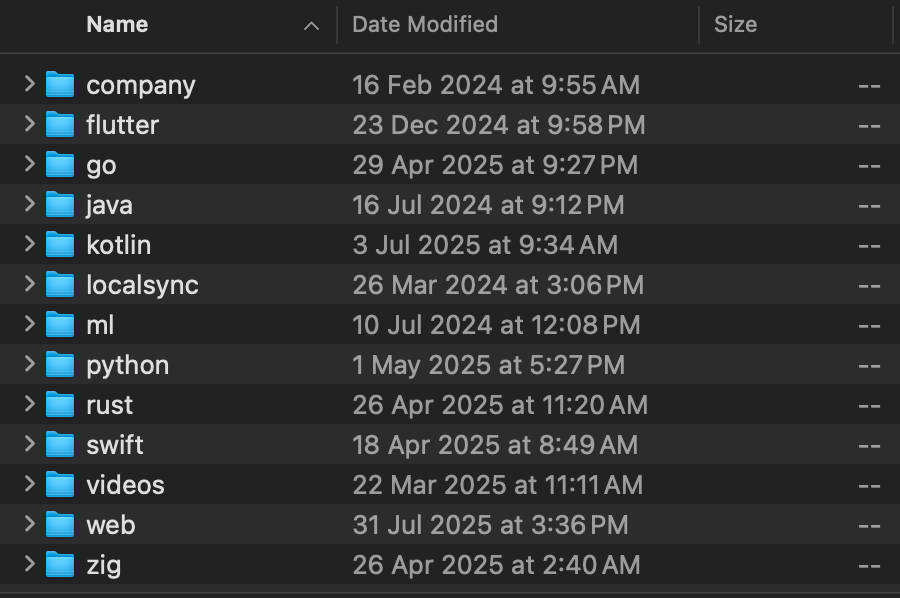 Name Date Modified Size
company 16 Feb 2024 at 9:55 AM --
flutter 23 Dec 2024 at 9:58 PM --
go 29 Apr 2025 at 9:27 PM --
java 16 Jul 2024 at 9:12 PM --
kotlin 3 Jul 2025 at 9:34 AM --
localsync 26 Mar 2024 at 3:06 PM --
ml 10 Jul 2024 at 12:08 PM --
python 1 May 2025 at 5:27 PM --
rust 26 Apr 2025 at 11:20 AM --
swift 18 Apr 2025 at 8:49 AM --
videos 22 Mar 2025 at 11:11 AM --
web 31 Jul 2025 at 3:36 PM --
zig 26 Apr 2025 at 2:40 AM --